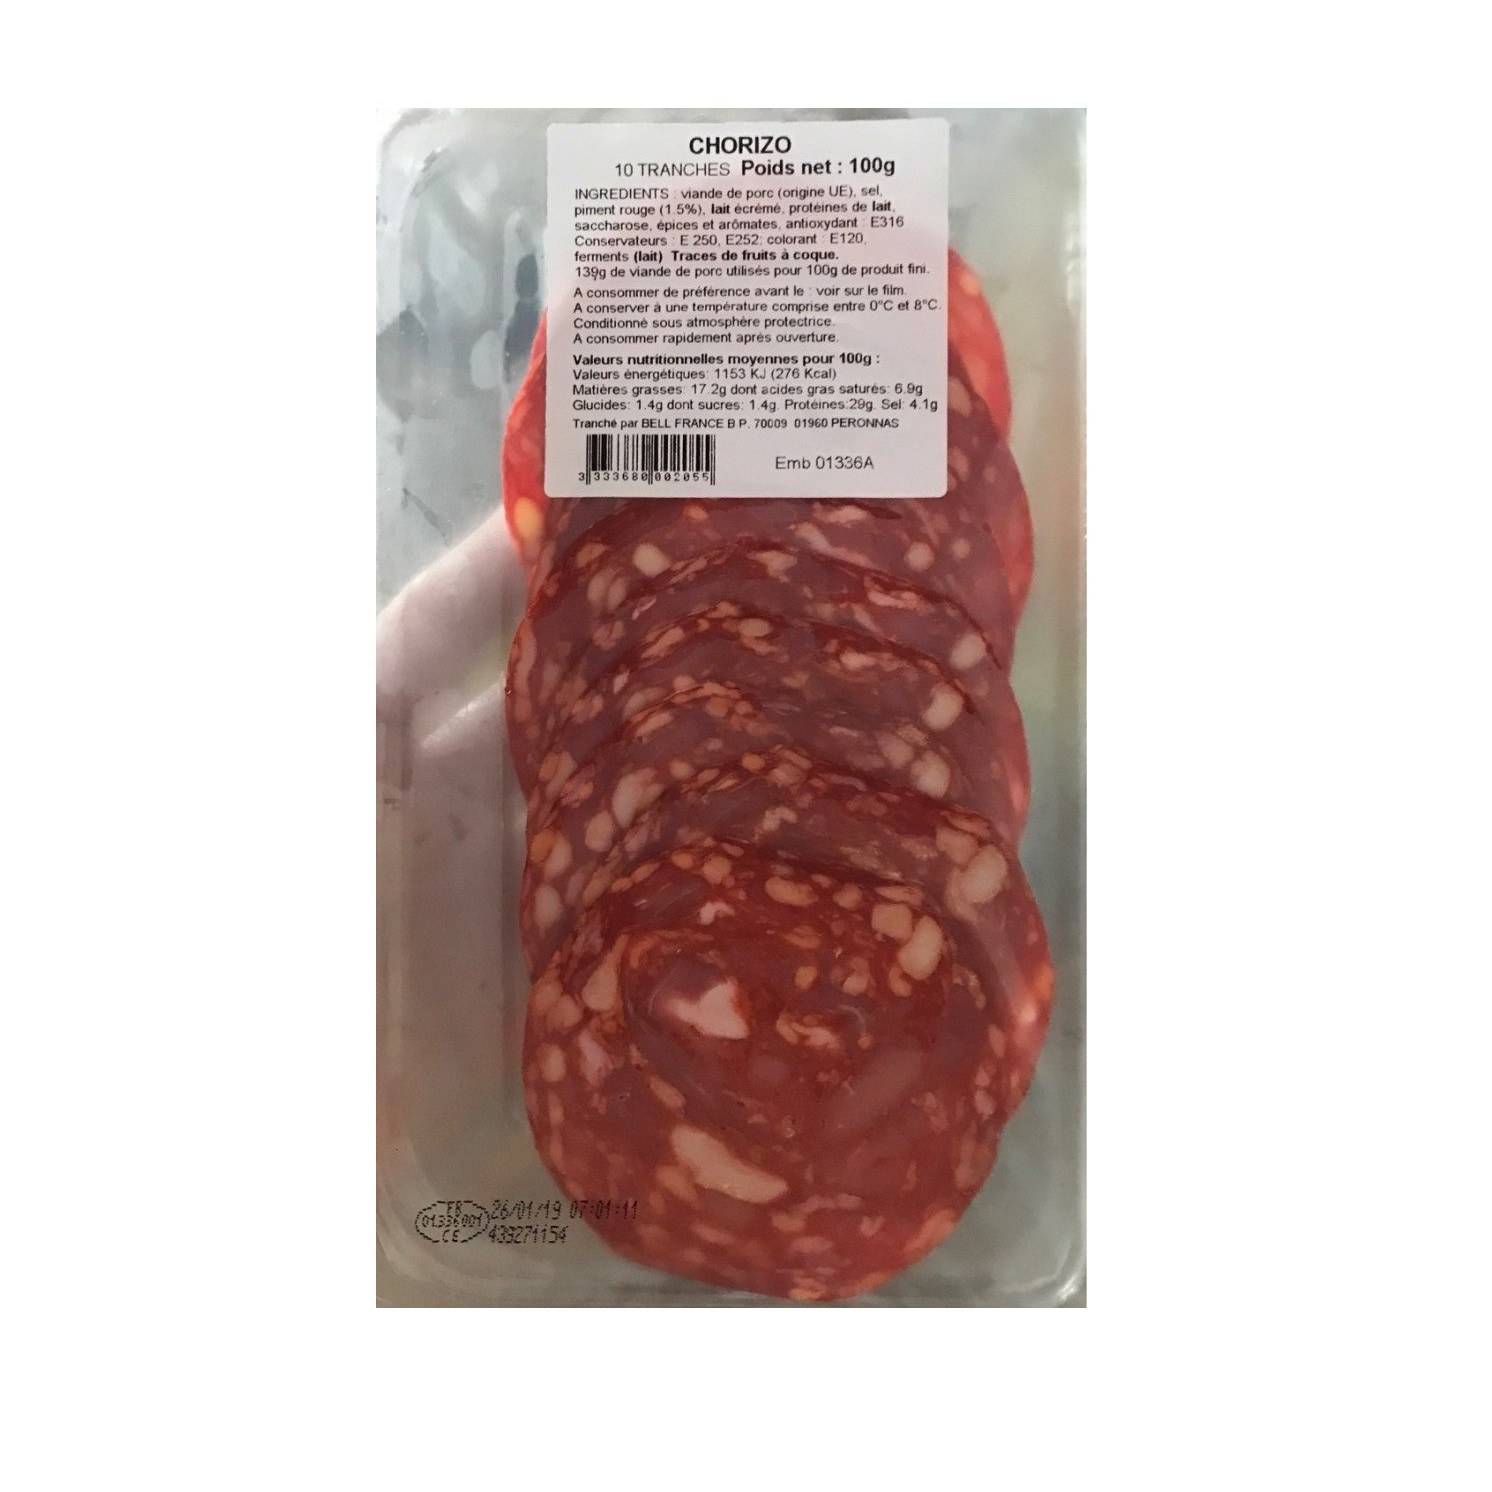 CHORIZO
10 TRANCHES Poids net : 100g
INGREDIENTS : viande de porc (origine UE), sel,
piment rouge (1.5%), lait écrémé, protéines de lait,
saccharose, épices et arômates, antioxydant : E316
Conservateurs : E 250, E252; colorant : E120,
ferments (lait) Traces de fruits à coque.
139g de viande de porc utilisés pour 100g de produit fini.
A consommer de préférence avant le : voir sur le film.
A conserver à une température comprise entre 0°C et 8°C.
Conditionné sous atmosphère protectrice.
A consommer rapidement après ouverture.
Valeurs nutritionnelles moyennes pour 100g :
Valeurs énergétiques: 1153 KJ (276 Kcal)
Matières grasses: 17.2g dont acides gras saturés: 6.9g
Glucides: 1.4g dont sucres: 1.4g. Protéines:29g. Sel: 4.1g
Tranché par BELL FRANCE B.P. 70009 01960 PERONNAS
Emb 01336A
3 333680 002055
FR
01.336.001
CE
26/01/19 07:01:11
439271154